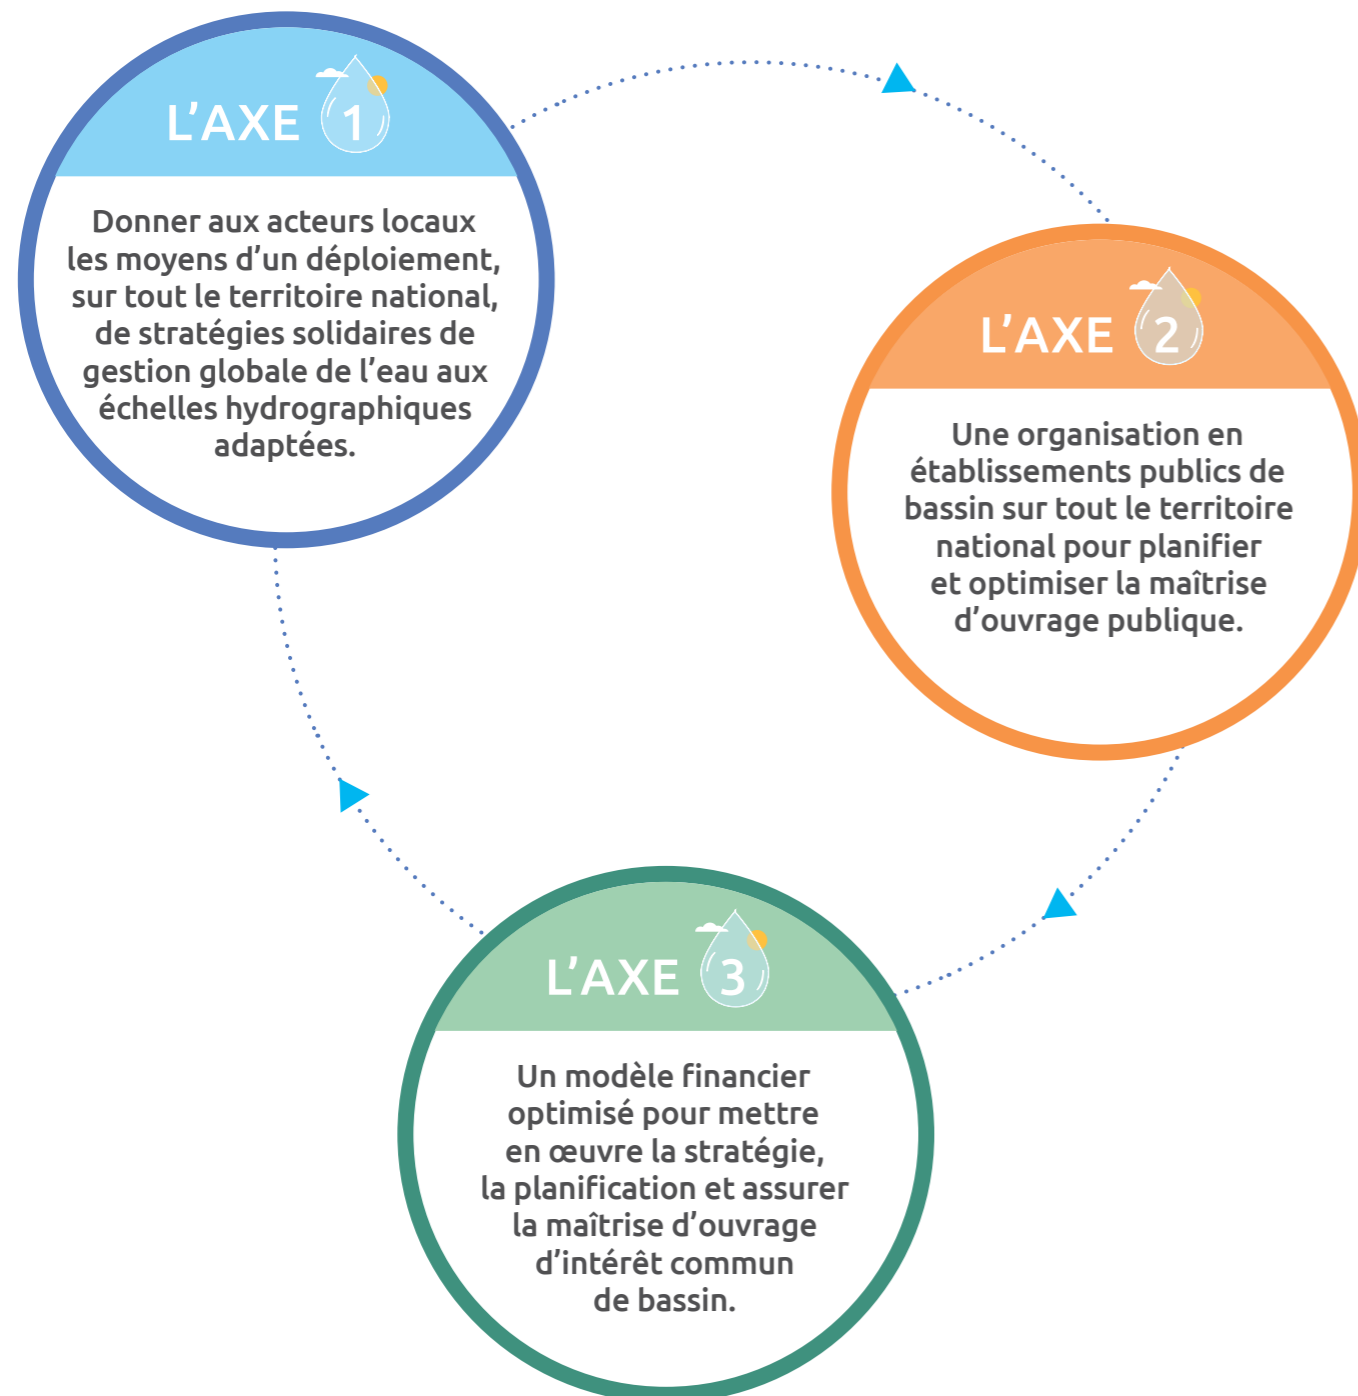 L’AXE 1
Donner aux acteurs locaux
les moyens d’un déploiement,
sur tout le territoire national,
de stratégies solidaires de
gestion globale de l’eau aux
échelles hydrographiques
adaptées.
L’AXE 2
Une organisation en
établissements publics de
bassin sur tout le territoire
national pour planifier
et optimiser la maîtrise
d’ouvrage publique.
L’AXE 3
Un modèle financier
optimisé pour mettre
en œuvre la stratégie,
la planification et assurer
la maîtrise d’ouvrage
d’intérêt commun
de bassin.